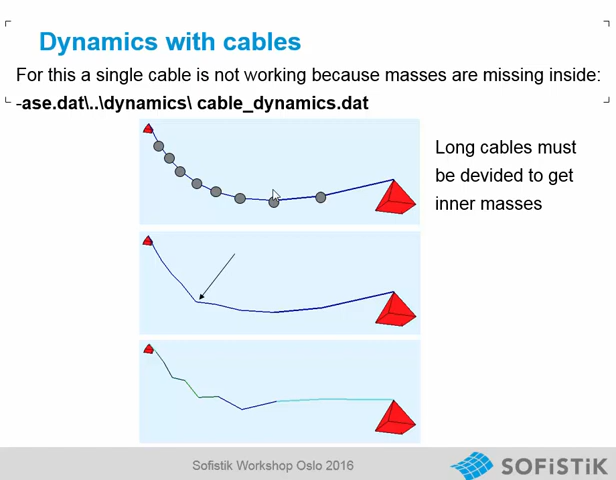 Dynamics with cables
For this a single cable is not working because masses are missing inside:
-ase.dat\..\dynamics\ cable_dynamics.dat
Long cables must
be devided to get
inner masses
Sofistik Workshop Oslo 2016
SOFiSTiK